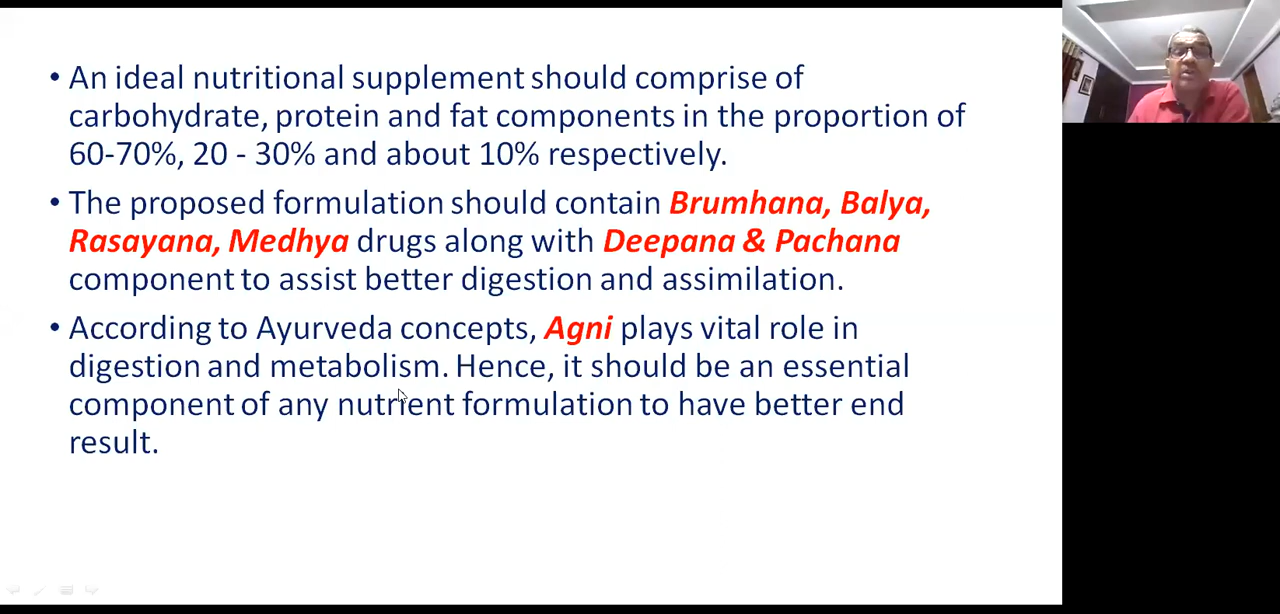 • An ideal nutritional supplement should comprise of
carbohydrate, protein and fat components in the proportion of
60-70%, 20 - 30% and about 10% respectively.
• The proposed formulation should contain Brumhana, Balya,
Rasayana, Medhya drugs along with Deepana & Pachana
component to assist better digestion and assimilation.
• According to Ayurveda concepts, Agni plays vital role in
digestion and metabolism. Hence, it should be an essential
component of any nutrient formulation to have better end
result.